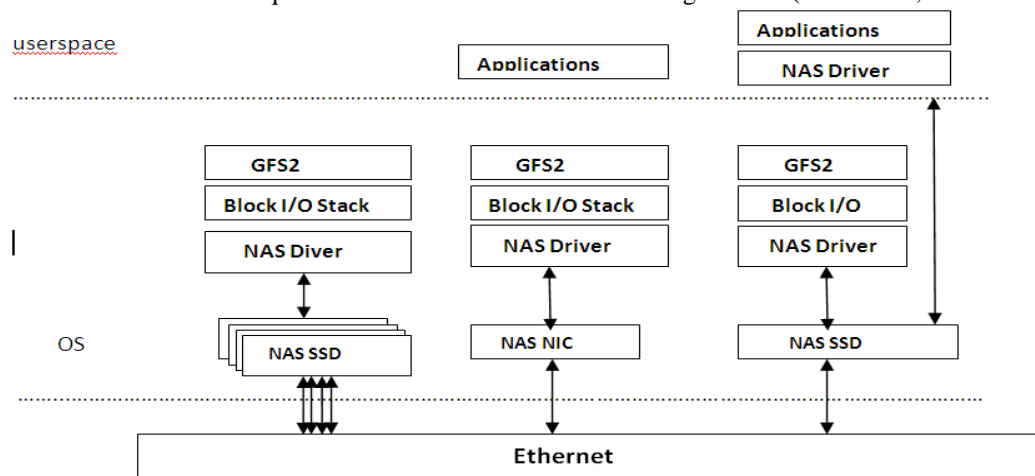 userspace
Applications
Applications
NAS Driver
GFS2
GFS2
GFS2
Block I/O Stack
Block I/O Stack
Block I/O
NAS Diver
NAS Driver
NAS Driver
OS
NAS SSD
NAS NIC
NAS SSD
Ethernet